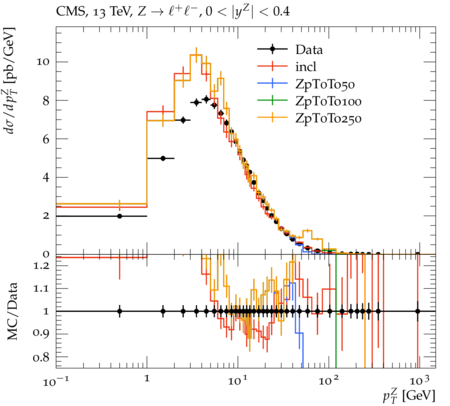 CMS, 13 TeV, Z → ℓ⁺ℓ⁻, 0 < |y^Z| < 0.4
dσ/dp_T^Z [pb/GeV]
10
8
6
4
2
0
Data
incl
ZpToTo50
ZpToTo100
ZpToTo250
MC/Data
1.2
1.1
1
0.9
0.8
10⁻¹
1
10¹
10²
10³
p_T^Z [GeV]